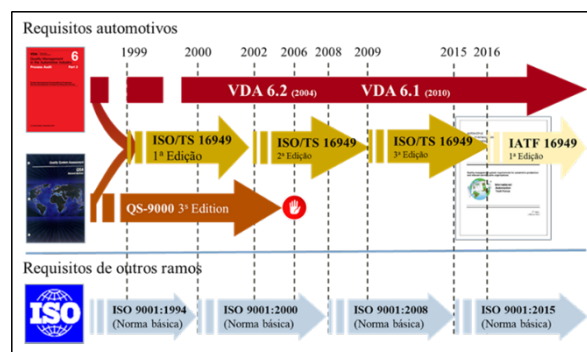 Requisitos automotivos
1999 2000 2002 2006 2008 2009 2015 2016
6
VDA 6.2 (2004) VDA 6.1 (2010)
ISO/TS 16949
1ª Edição
ISO/TS 16949
2ª Edição
ISO/TS 16949
3ª Edição
IATF 16949
1ª Edição
QS-9000 3ª Edition
Requisitos de outros ramos
ISO
ISO 9001:1994
(Norma básica)
ISO 9001:2000
(Norma básica)
ISO 9001:2008
(Norma básica)
ISO 9001:2015
(Norma básica)